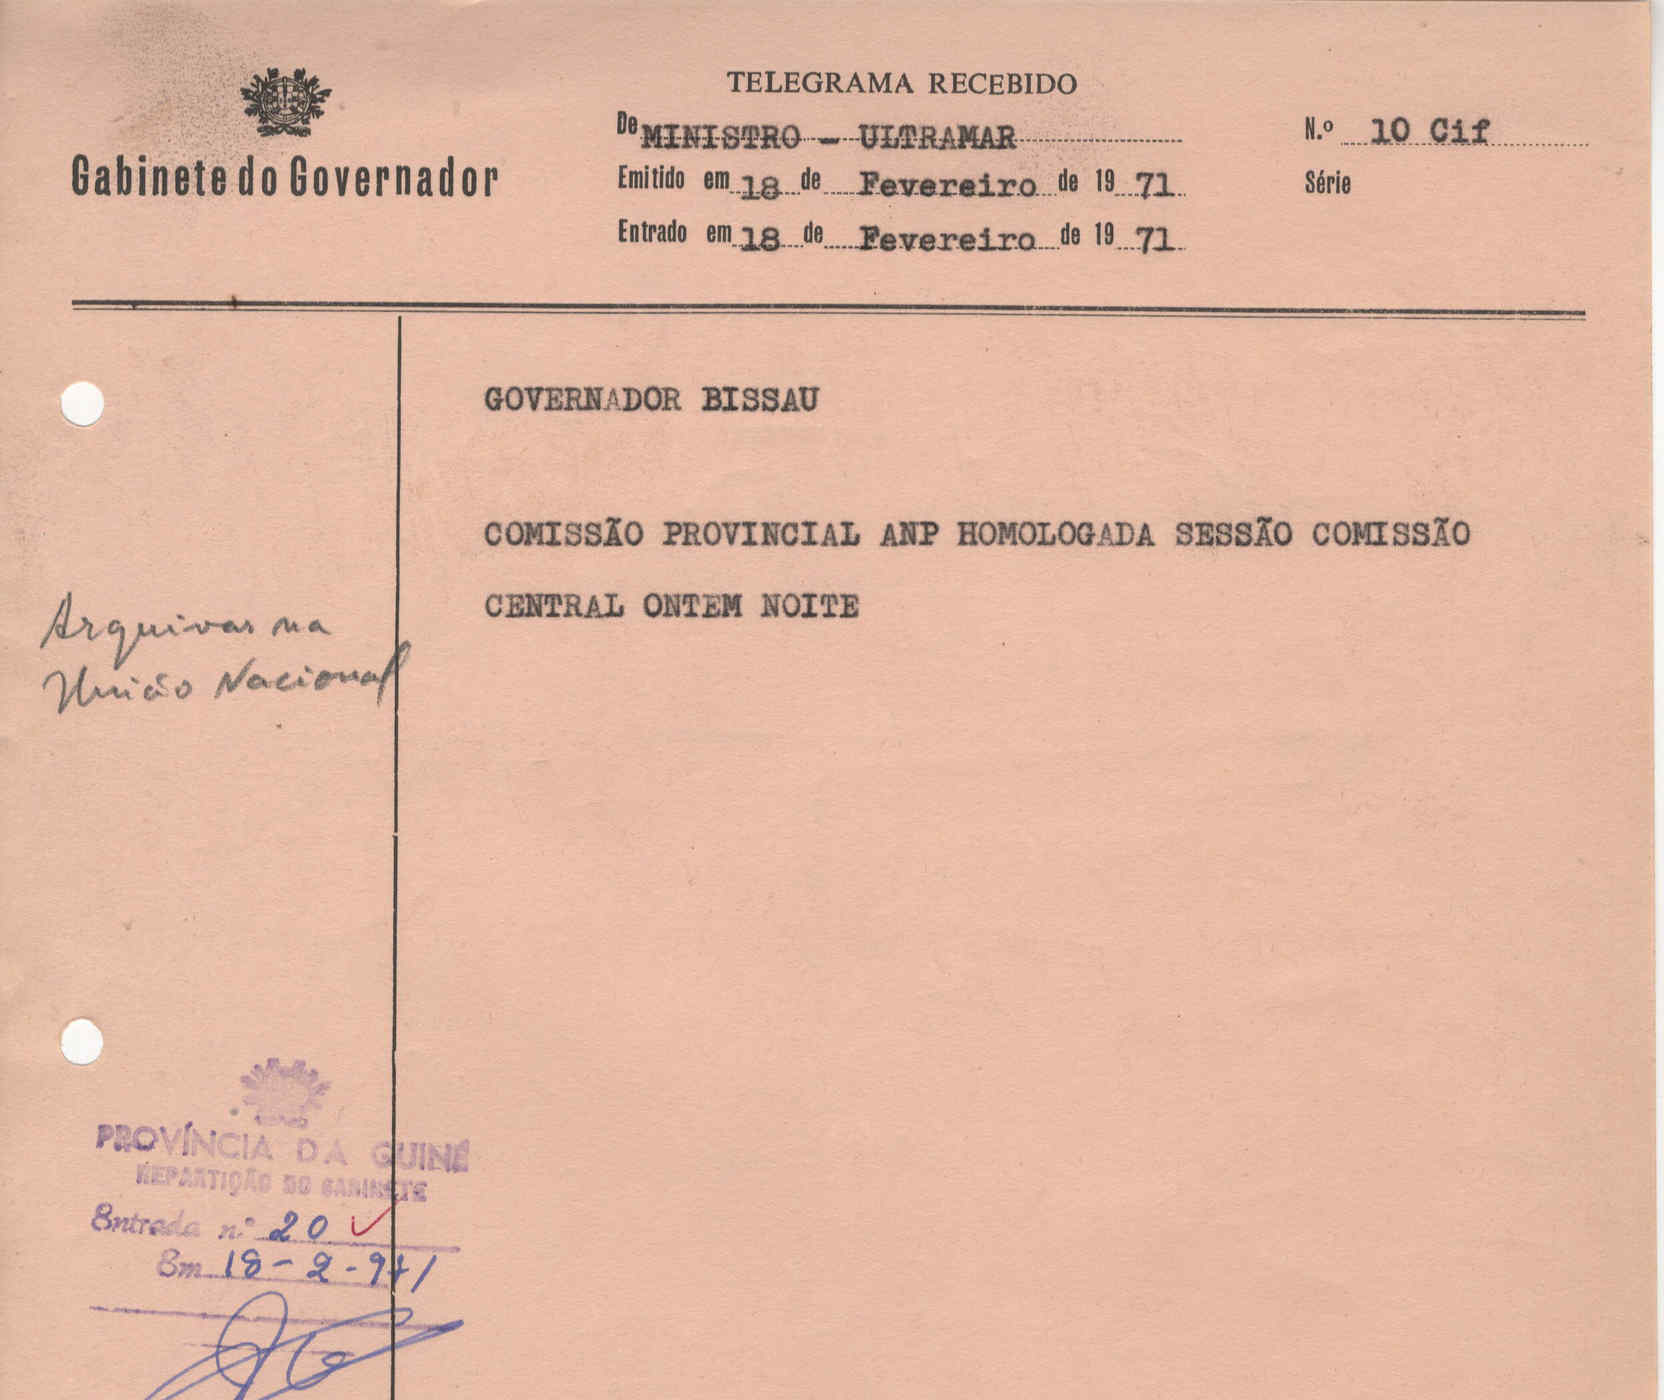 TELEGRAMA RECEBIDO
Gabinete do Governador
De MINISTRO - ULTRAMAR
N.º 10 Cif
Emitido em 18 de Fevereiro de 19 71
Série
Entrado em 18 de Fevereiro de 19 71
GOVERNADOR BISSAU
COMISSÃO PROVINCIAL ANP HOMOLOGADA SESSÃO COMISSÃO
CENTRAL ONTEM NOITE
Arquivar na
União Nacional
PROVÍNCIA DA GUINÉ
REPARTIÇÃO DO GABINETE
Entrada n.º 20
Em 18-2-971